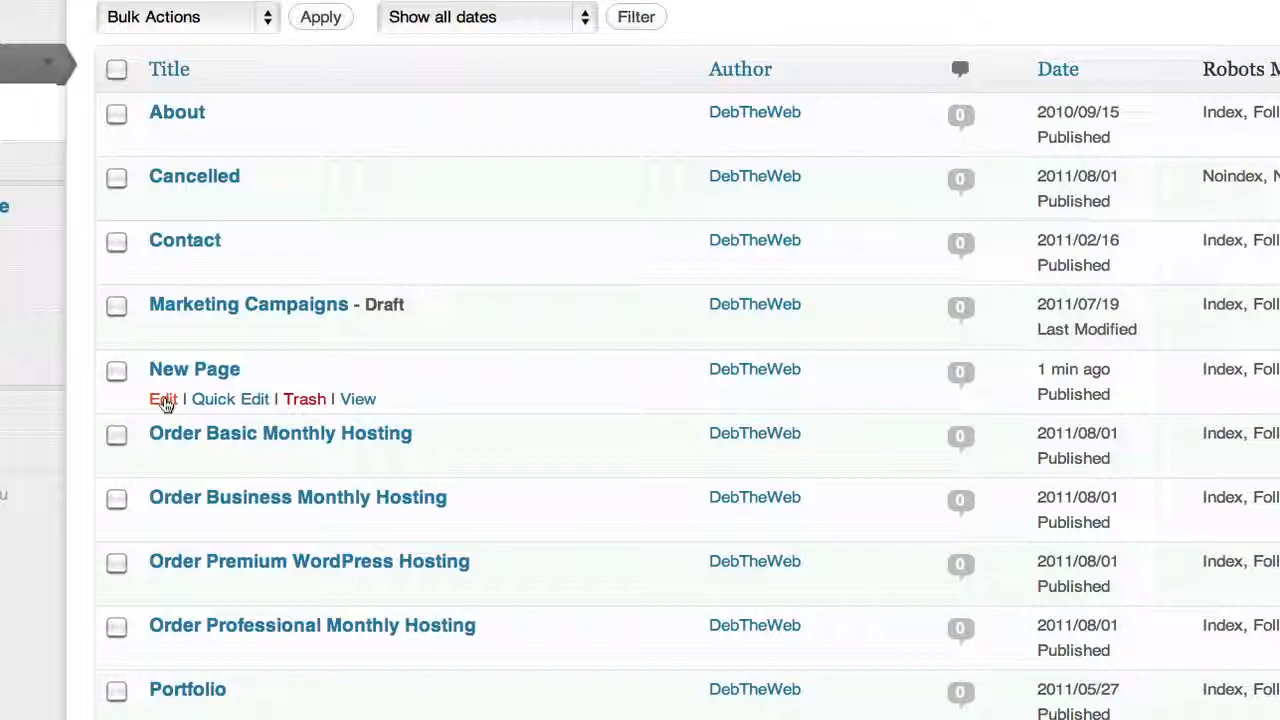 Bulk Actions Apply Show all dates Filter
Title Author Date Robots M
About DebTheWeb 0 2010/09/15 Index, Foll
Published
Cancelled DebTheWeb 0 2011/08/01 Noindex, N
Published
e
Contact DebTheWeb 0 2011/02/16 Index, Foll
Published
Marketing Campaigns - Draft DebTheWeb 0 2011/07/19 Index, Foll
Last Modified
New Page DebTheWeb 0 1 min ago Index, Foll
Edit | Quick Edit | Trash | View Published
Order Basic Monthly Hosting DebTheWeb 0 2011/08/01 Index, Foll
Published
u
Order Business Monthly Hosting DebTheWeb 0 2011/08/01 Index, Foll
Published
Order Premium WordPress Hosting DebTheWeb 0 2011/08/01 Index, Foll
Published
Order Professional Monthly Hosting DebTheWeb 0 2011/08/01 Index, Foll
Published
Portfolio DebTheWeb 0 2011/05/27 Index, Foll
Published